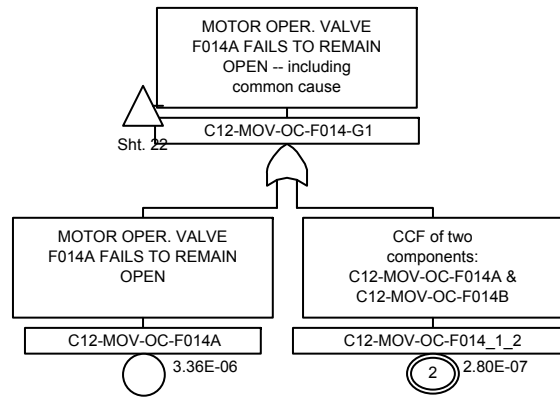 MOTOR OPER. VALVE
F014A FAILS TO REMAIN
OPEN -- including
common cause
C12-MOV-OC-F014-G1
Sht. 22
MOTOR OPER. VALVE
F014A FAILS TO REMAIN
OPEN
C12-MOV-OC-F014A
3.36E-06
CCF of two
components:
C12-MOV-OC-F014A &
C12-MOV-OC-F014B
C12-MOV-OC-F014_1_2
2
2.80E-07